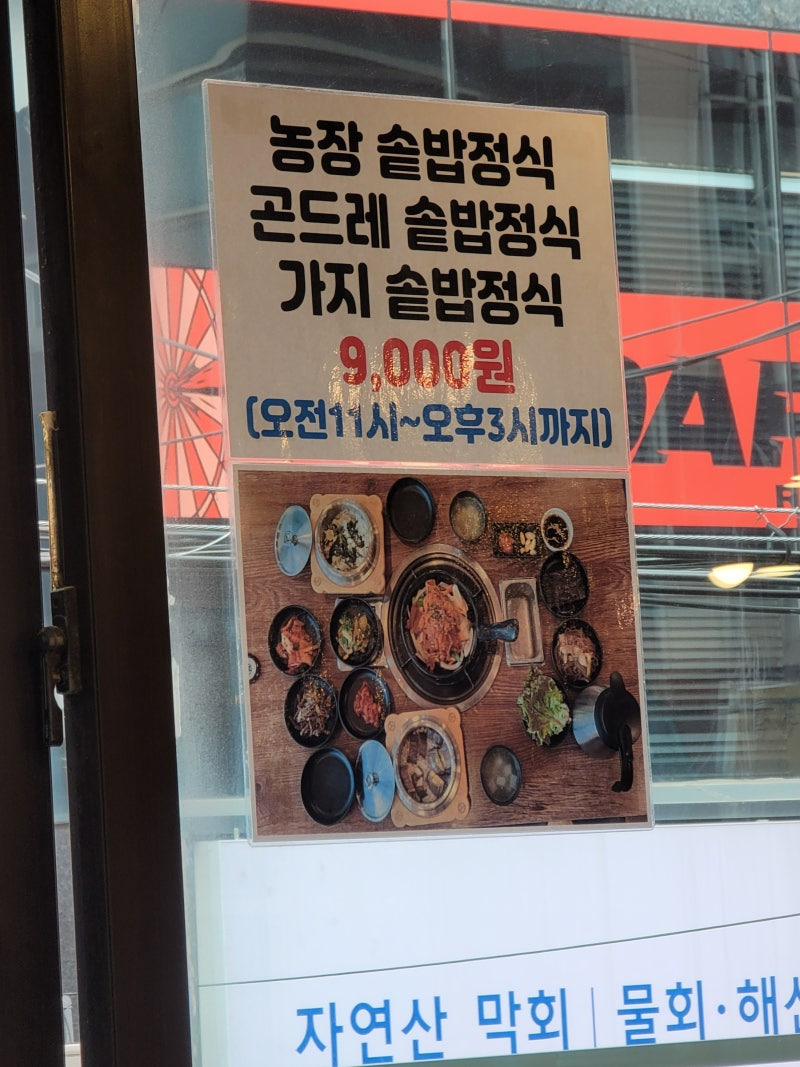 농장 솥밥정식
곤드레 솥밥정식
가지 솥밥정식
9,000원
(오전11시~오후3시까지)
자연산 막회 | 물회·해